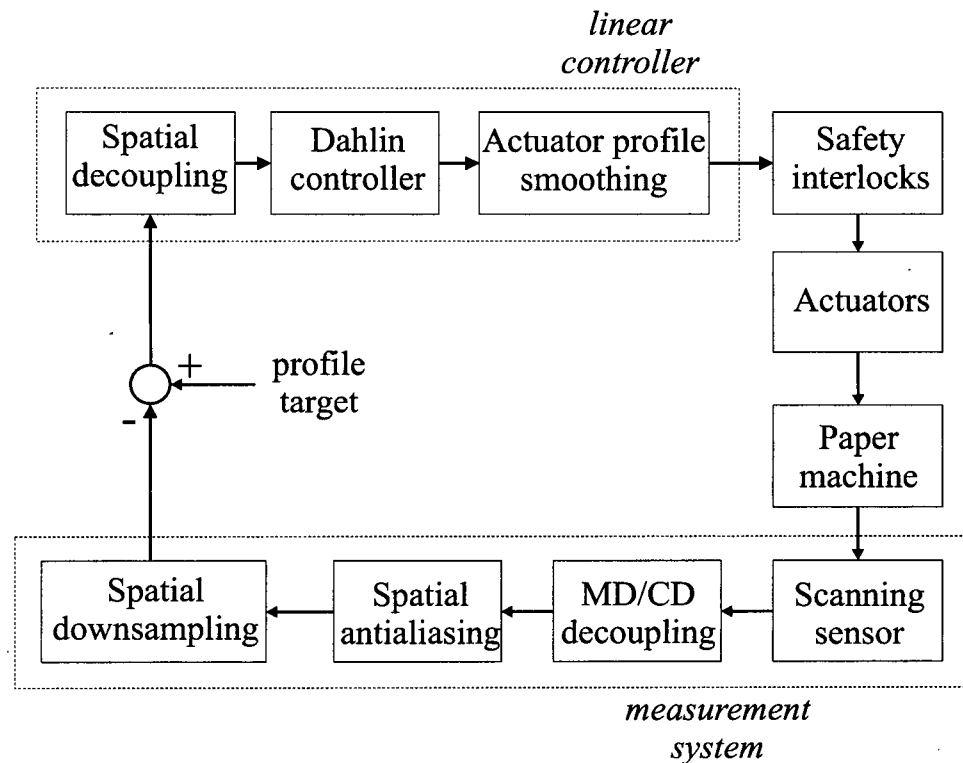 linear
controller
Spatial
decoupling
Dahlin
controller
Actuator profile
smoothing
Safety
interlocks
Actuators
+
-
profile
target
Paper
machine
Spatial
downsampling
Spatial
antialiasing
MD/CD
decoupling
Scanning
sensor
measurement
system